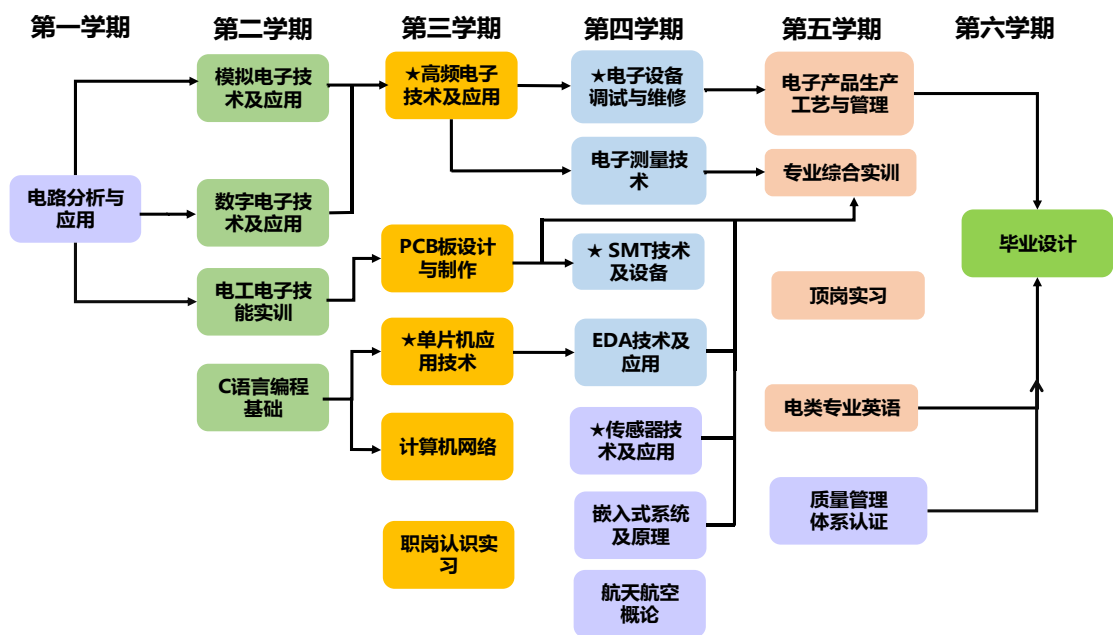 第一学期
第二学期
第三学期
第四学期
第五学期
第六学期
电路分析与
应用
模拟电子技
术及应用
数字电子技
术及应用
电工电子技
能实训
C语言编程
基础
★高频电子
技术及应用
PCB板设计
与制作
★单片机应
用技术
计算机网络
职岗认识实
习
★电子设备
调试与维修
电子测量技
术
★ SMT技术
及设备
EDA技术及
应用
★传感器技
术及应用
嵌入式系统
及原理
航天航空
概论
电子产品生产
工艺与管理
专业综合实训
顶岗实习
电类专业英语
质量管理
体系认证
毕业设计